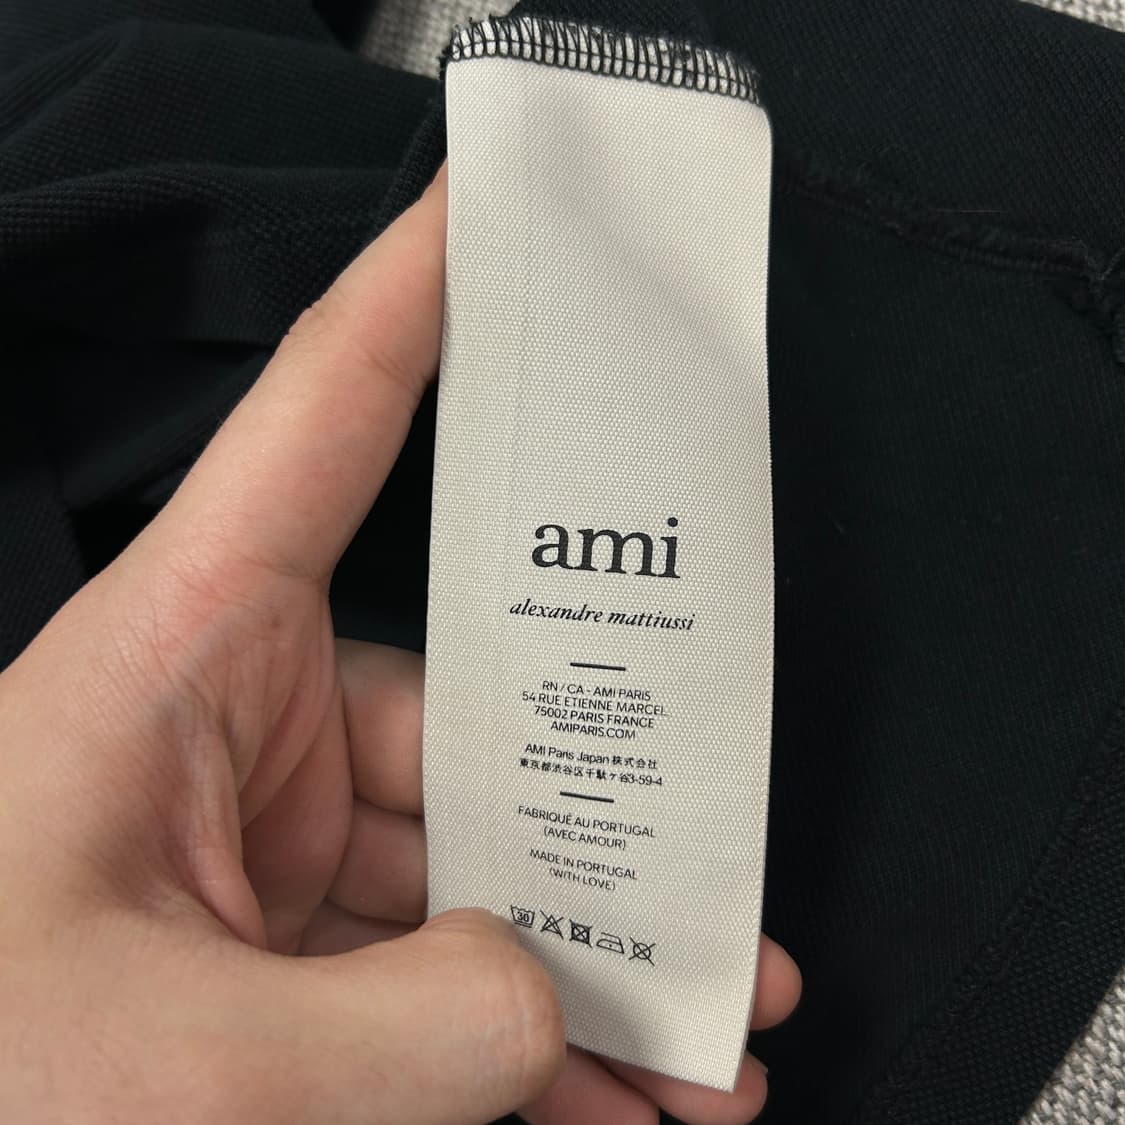 ami
alexandre mattiussi
RN / CA - AMI PARIS
54 RUE ETIENNE MARCEL
75002 PARIS FRANCE
AMIPARIS.COM
AMI Paris Japan 株式会社
東京都渋谷区千駄ヶ谷3-59-4
FABRIQUÉ AU PORTUGAL
(AVEC AMOUR)
MADE IN PORTUGAL
(WITH LOVE)
30